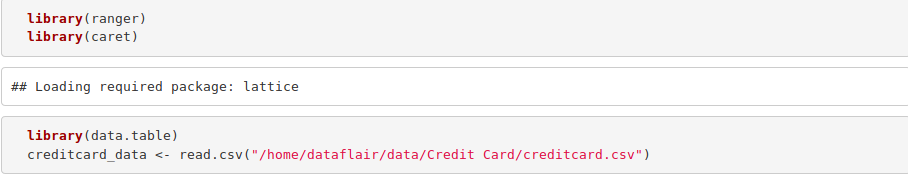 library(ranger)
library(caret)
## Loading required package: lattice
library(data.table)
creditcard_data <- read.csv("/home/dataflair/data/Credit Card/creditcard.csv")